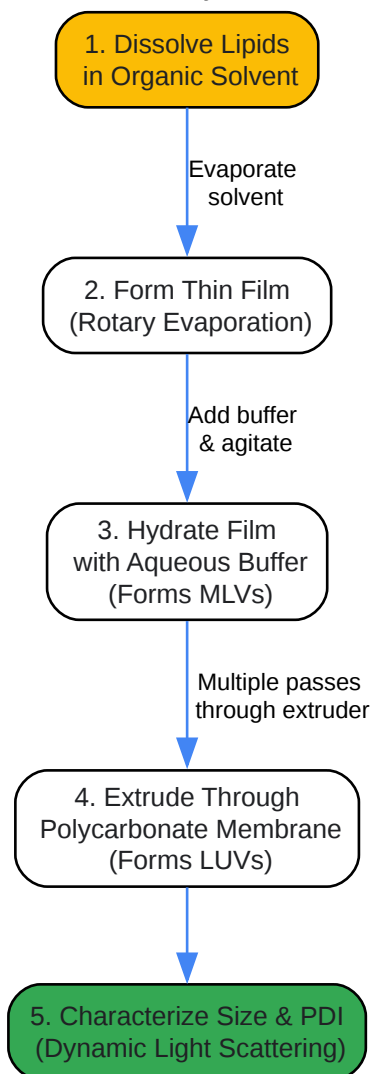 1. Dissolve Lipids
in Organic Solvent
Evaporate
solvent
2. Form Thin Film
(Rotary Evaporation)
Add buffer
& agitate
3. Hydrate Film
with Aqueous Buffer
(Forms MLVs)
Multiple passes
through extruder
4. Extrude Through
Polycarbonate Membrane
(Forms LUVs)
5. Characterize Size & PDI
(Dynamic Light Scattering)